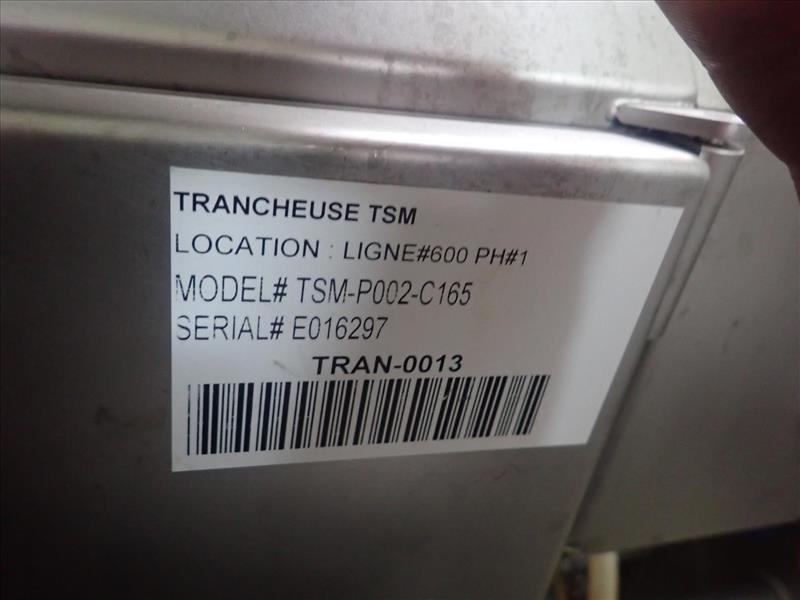 TRANCHEUSE TSM
LOCATION : LIGNE#600 PH#1
MODEL# TSM-P002-C165
SERIAL# E016297
TRAN-0013